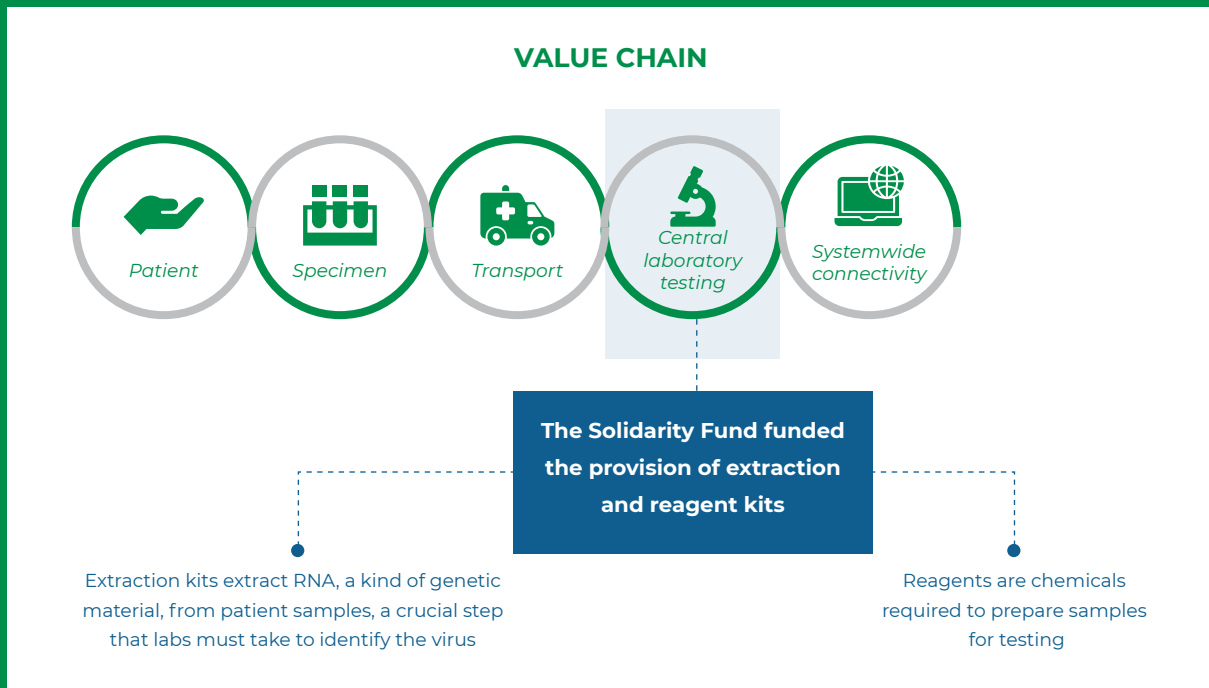 VALUE CHAIN
Patient
Specimen
Transport
Central
laboratory
testing
Systemwide
connectivity
The Solidarity Fund funded
the provision of extraction
and reagent kits
Extraction kits extract RNA, a kind of genetic
material, from patient samples, a crucial step
that labs must take to identify the virus
Reagents are chemicals
required to prepare samples
for testing